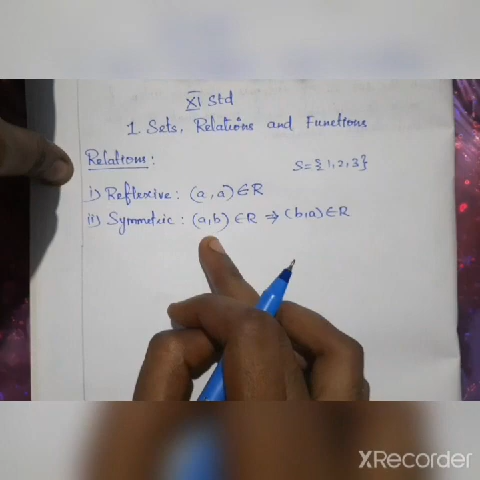 XI Std
1. Sets, Relations and Functions
Relations:
S = {1, 2, 3}
i) Reflexive: (a, a) ∈ R
ii) Symmetric: (a, b) ∈ R ⇒ (b, a) ∈ R
XRecorder